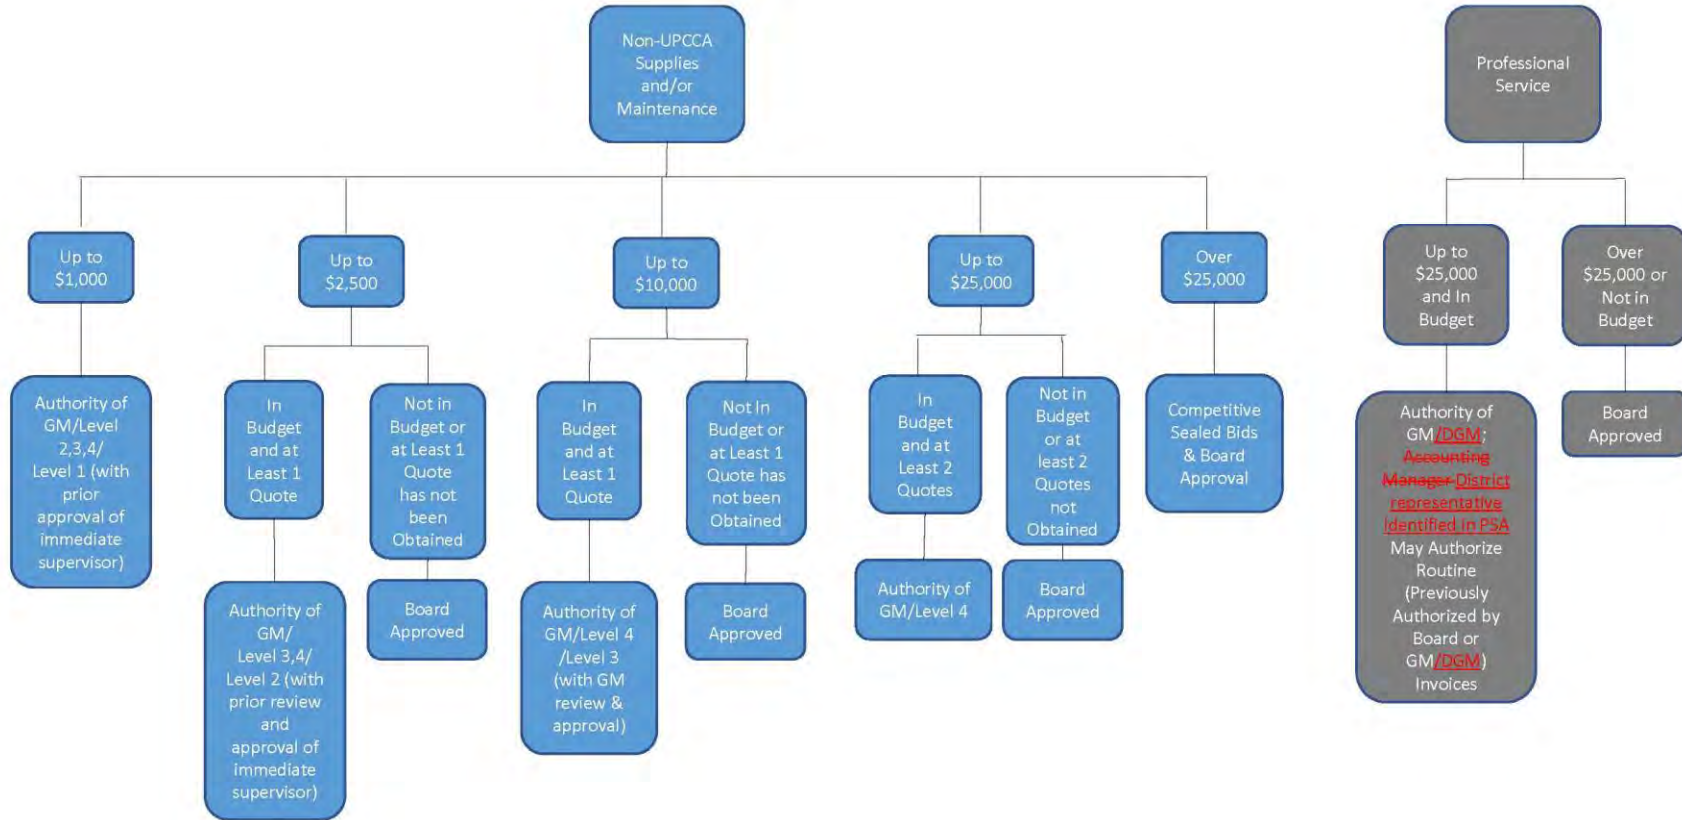 Non-UPCCA
Supplies
and/or
Maintenance
Professional
Service
Up to
$1,000
Up to
$2,500
Up to
$10,000
Up to
$25,000
Over
$25,000
Up to
$25,000
and In
Budget
Over
$25,000 or
Not in
Budget
Authority of
GM/Level
2,3,4/
Level 1 (with
prior
approval of
immediate
supervisor)
In
Budget
and at
Least 1
Quote
Not in
Budget or
at Least 1
Quote
has not
been
Obtained
In
Budget
and at
Least 1
Quote
Not In
Budget or
at Least 1
Quote has
not been
Obtained
In
Budget
and at
Least 2
Quotes
Not in
Budget
or at
least 2
Quotes
not
Obtained
Competitive
Sealed Bids
& Board
Approval
Authority of
GM/DGM;
Accounting
Manager District
representative
identified in PSA
May Authorize
Routine
(Previously
Authorized by
Board or
GM/DGM)
Invoices
Board
Approved
Authority of
GM/
Level 3,4/
Level 2 (with
prior review
and
approval of
immediate
supervisor)
Board
Approved
Authority of
GM/Level 4
/Level 3
(with GM
review &
approval)
Board
Approved
Authority of
GM/Level 4
Board
Approved